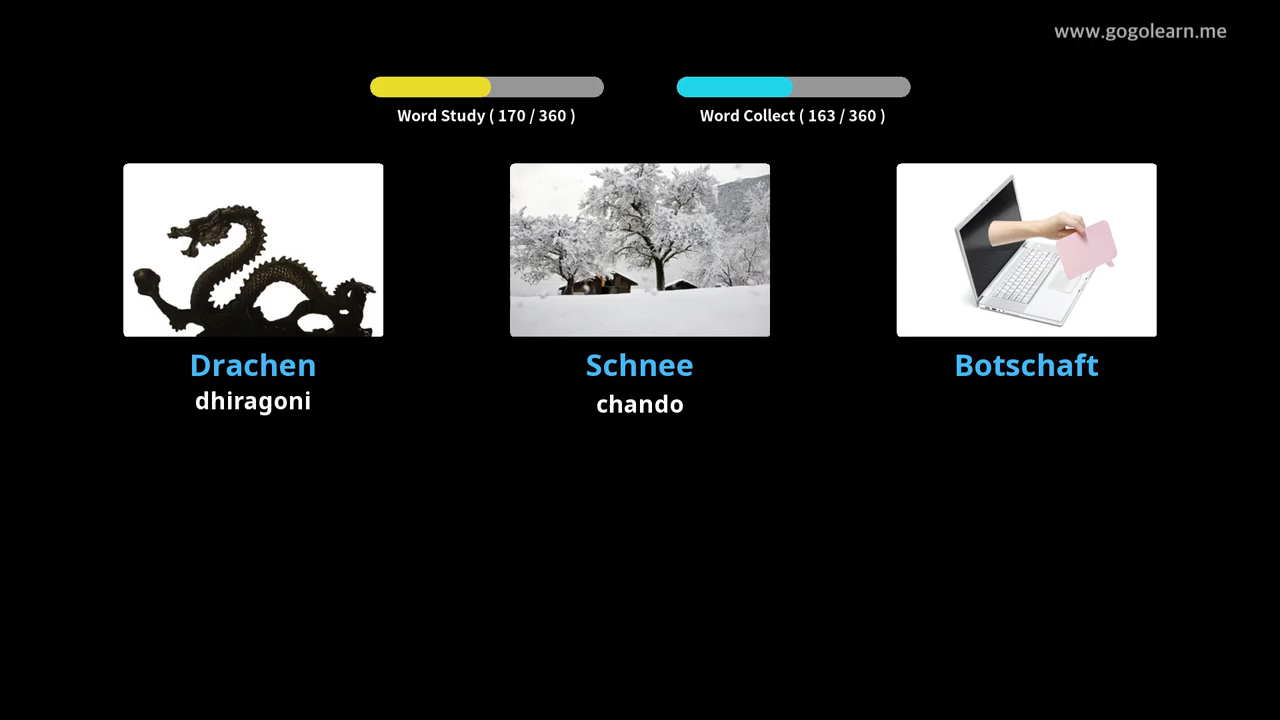 www.gogolearn.me
Word Study ( 170 / 360 )
Word Collect ( 163 / 360 )
Drachen
dhiragoni
Schnee
chando
Botschaft